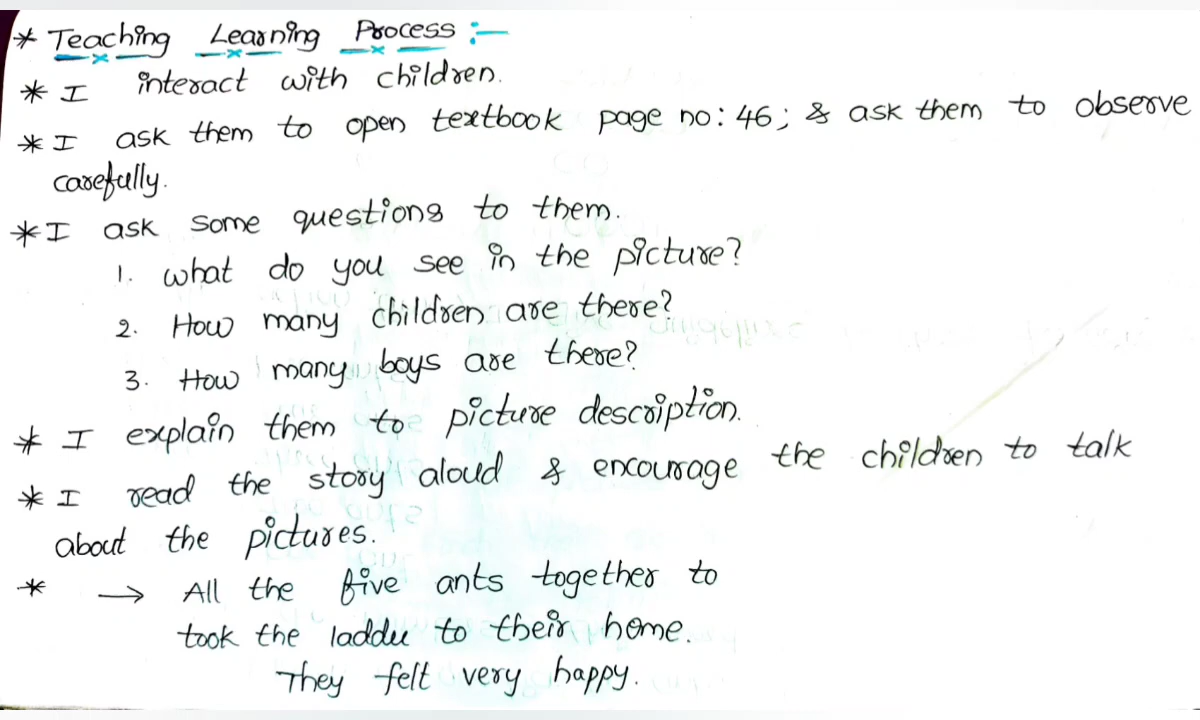 * Teaching Learning Process :-
* I interact with children.
* I ask them to open textbook page no: 46; & ask them to observe
carefully.
* I ask some questions to them.
1. what do you see in the picture?
2. How many children are there?
3. How many boys are there?
* I explain them to picture description.
* I read the story aloud & encourage the children to talk
about the pictures.
* → All the five ants together to
took the laddu to their home.
They felt very happy.